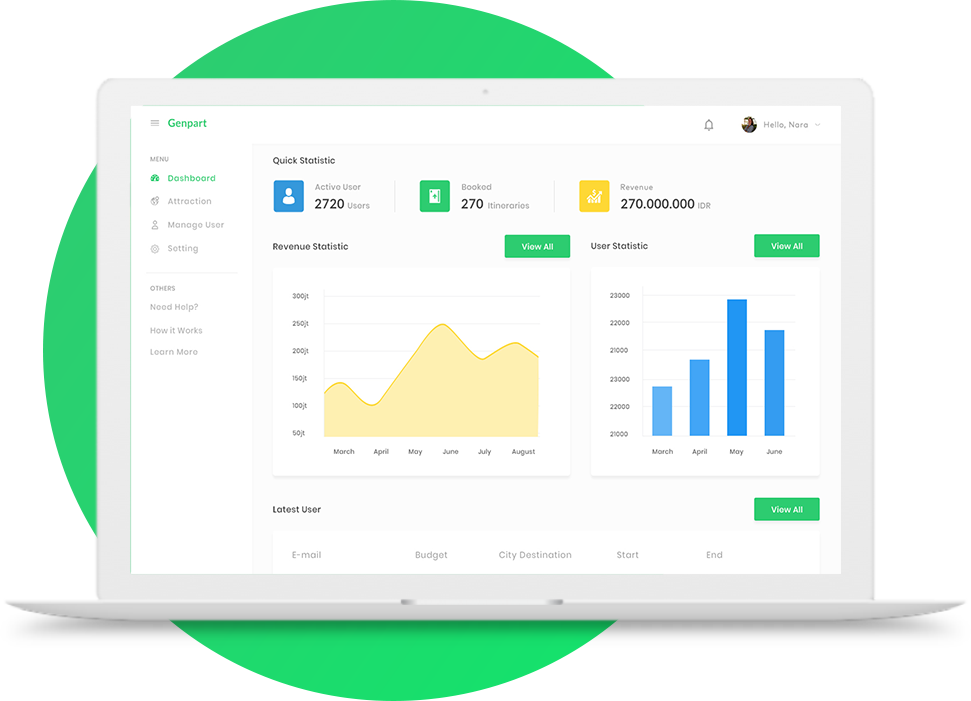 Genpart
Hello, Nara
MENU
Dashboard
Attraction
Manage User
Setting
OTHERS
Need Help?
How it Works
Learn More
Quick Statistic
Active User
2720 Users
Booked
270 Itineraries
Revenue
270.000.000 IDR
Revenue Statistic
View All
300jt
250jt
200jt
150jt
100jt
50jt
March April May June July August
User Statistic
View All
23000
22000
21000
23000
22000
21000
March April May June
Latest User
View All
E-mail Budget City Destination Start End